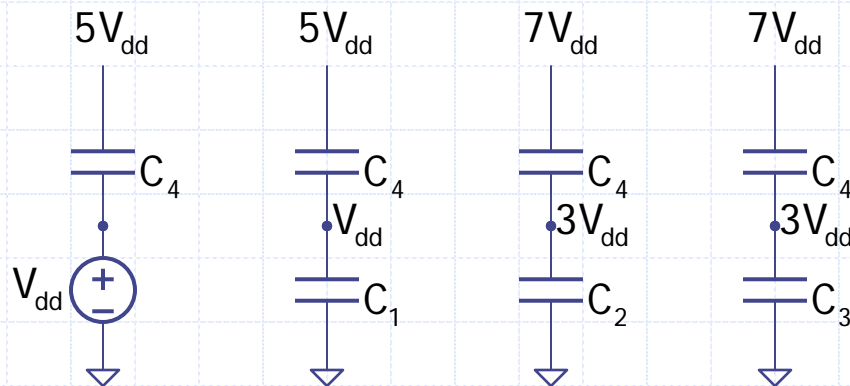 5Vdd 5Vdd 7Vdd 7Vdd
C4 C4 C4 C4
Vdd 3Vdd 3Vdd
Vdd + −
C1 C2 C3